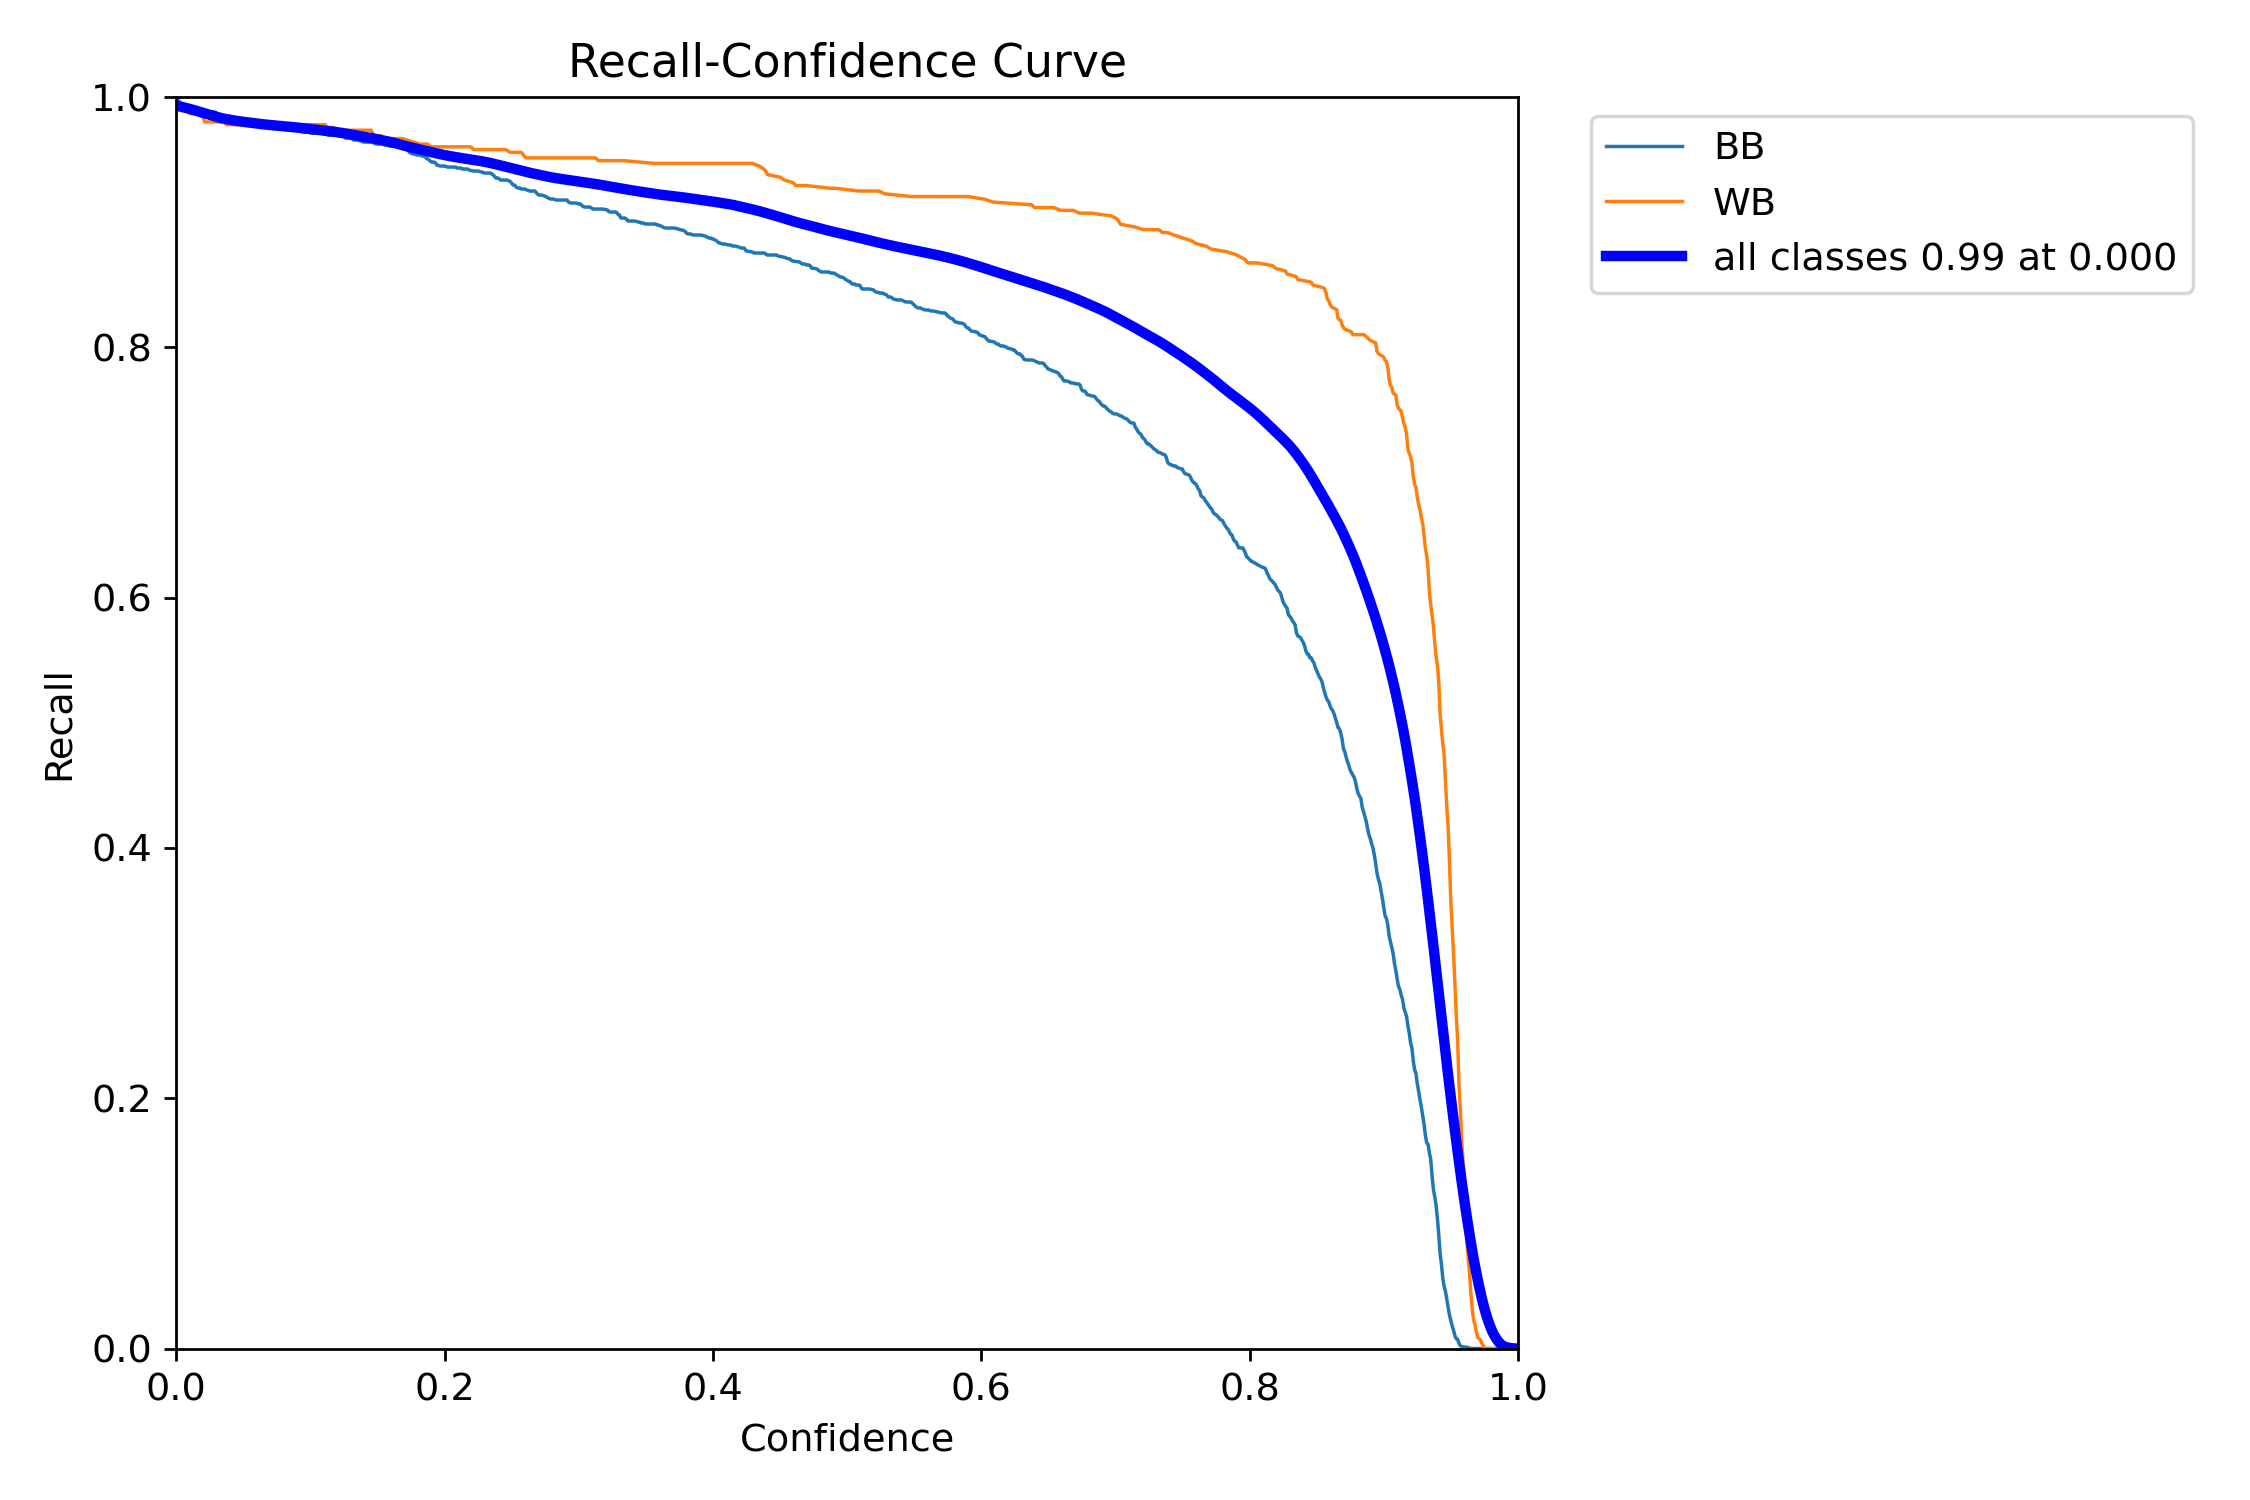 Recall-Confidence Curve
1.0
0.8
0.6
0.4
0.2
0.0
Recall
0.0 0.2 0.4 0.6 0.8 1.0
Confidence
BB
WB
all classes 0.99 at 0.000